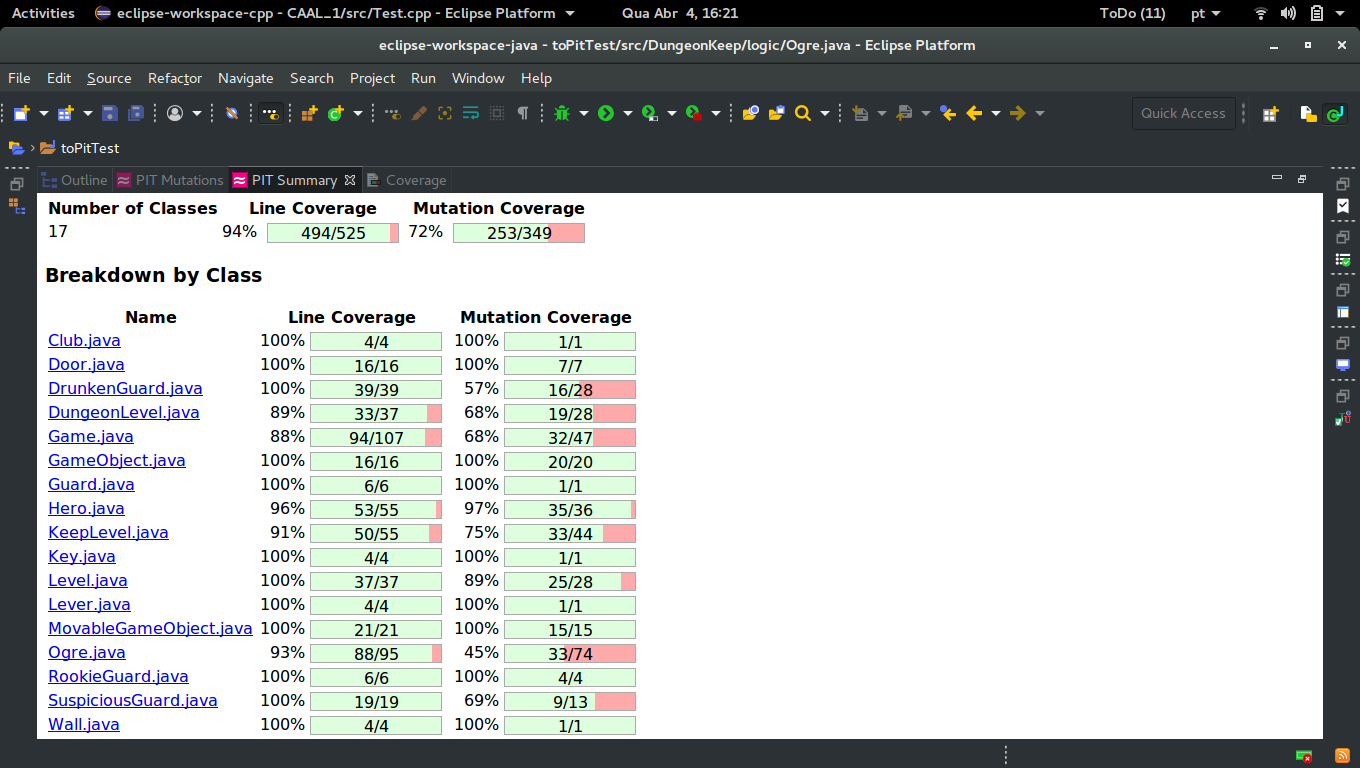 Activities eclipse-workspace-cpp - CAAL_1/src/Test.cpp - Eclipse Platform Qua Abr 4, 16:21 ToDo (11) pt
eclipse-workspace-java - toPitTest/src/DungeonKeep/logic/Ogre.java - Eclipse Platform
File Edit Source Refactor Navigate Search Project Run Window Help
Quick Access
toPitTest
Outline PIT Mutations PIT Summary Coverage
Number of Classes Line Coverage Mutation Coverage
17 94% 494/525 72% 253/349
Breakdown by Class
Name Line Coverage Mutation Coverage
Club.java 100% 4/4 100% 1/1
Door.java 100% 16/16 100% 7/7
DrunkenGuard.java 100% 39/39 57% 16/28
DungeonLevel.java 89% 33/37 68% 19/28
Game.java 88% 94/107 68% 32/47
GameObject.java 100% 16/16 100% 20/20
Guard.java 100% 6/6 100% 1/1
Hero.java 96% 53/55 97% 35/36
KeepLevel.java 91% 50/55 75% 33/44
Key.java 100% 4/4 100% 1/1
Level.java 100% 37/37 89% 25/28
Lever.java 100% 4/4 100% 1/1
MovableGameObject.java 100% 21/21 100% 15/15
Ogre.java 93% 88/95 45% 33/74
RookieGuard.java 100% 6/6 100% 4/4
SuspiciousGuard.java 100% 19/19 69% 9/13
Wall.java 100% 4/4 100% 1/1